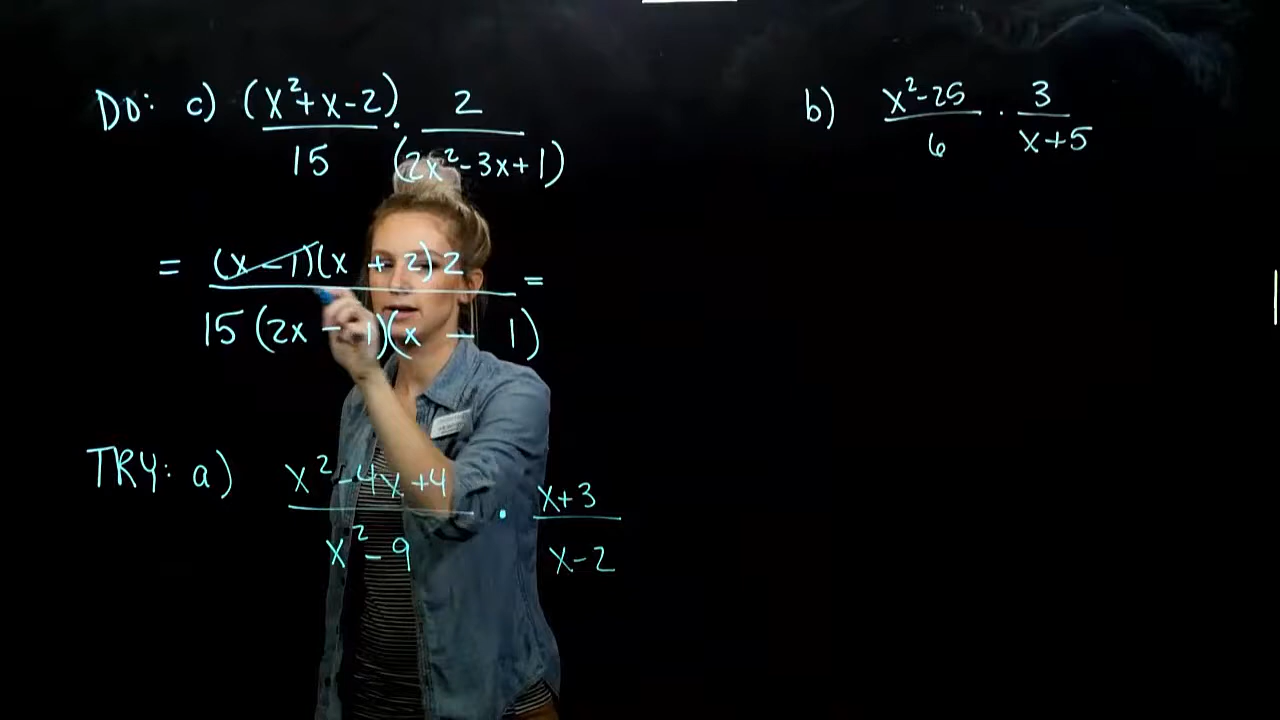 DO: c) (x²+x-2)/15 · 2/(2x²-3x+1)
= (x-1)(x+2)2 / 15(2x-1)(x-1) =
TRY: a) x²-4x+4 / x²-9 · x+3 / x-2
b) x²-25 / 6 · 3 / x+5